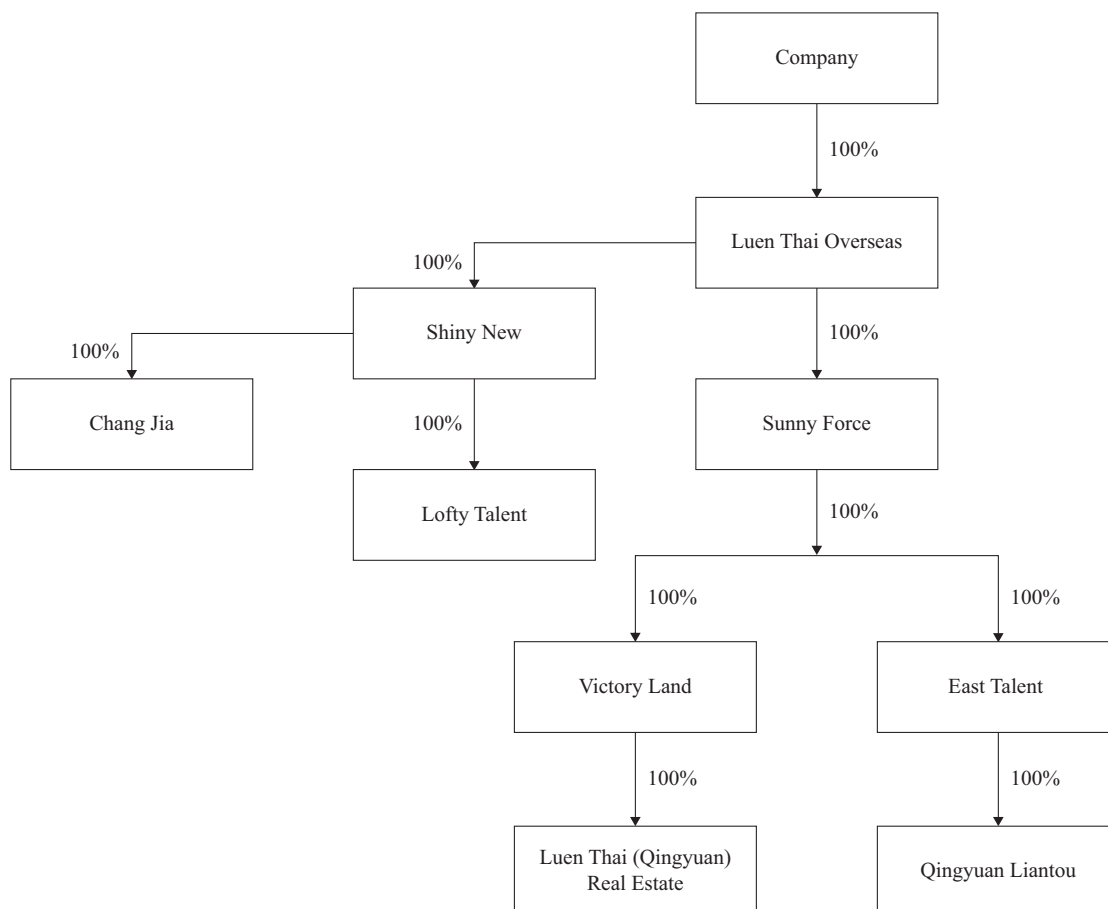 Company
100%
Luen Thai Overseas
100%
Shiny New
100%
100%
Chang Jia
100%
Sunny Force
Lofty Talent
100%
100%
100%
Victory Land
East Talent
100%
100%
Luen Thai (Qingyuan)
Real Estate
Qingyuan Liantou